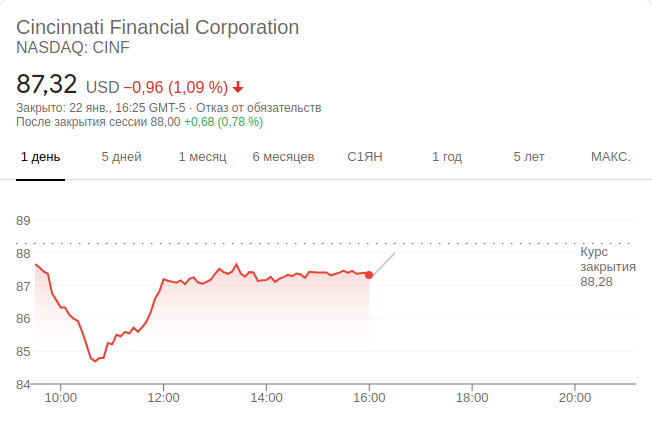 Cincinnati Financial Corporation
NASDAQ: CINF
87,32 USD −0,96 (1,09 %)
Закрыто: 22 янв., 16:25 GMT-5 · Отказ от обязательств
После закрытия сессии 88,00 +0,68 (0,78 %)
1 день 5 дней 1 месяц 6 месяцев С1ЯН 1 год 5 лет МАКС.
89
88
87
86
85
84
Курс
закрытия
88,28
10:00 12:00 14:00 16:00 18:00 20:00